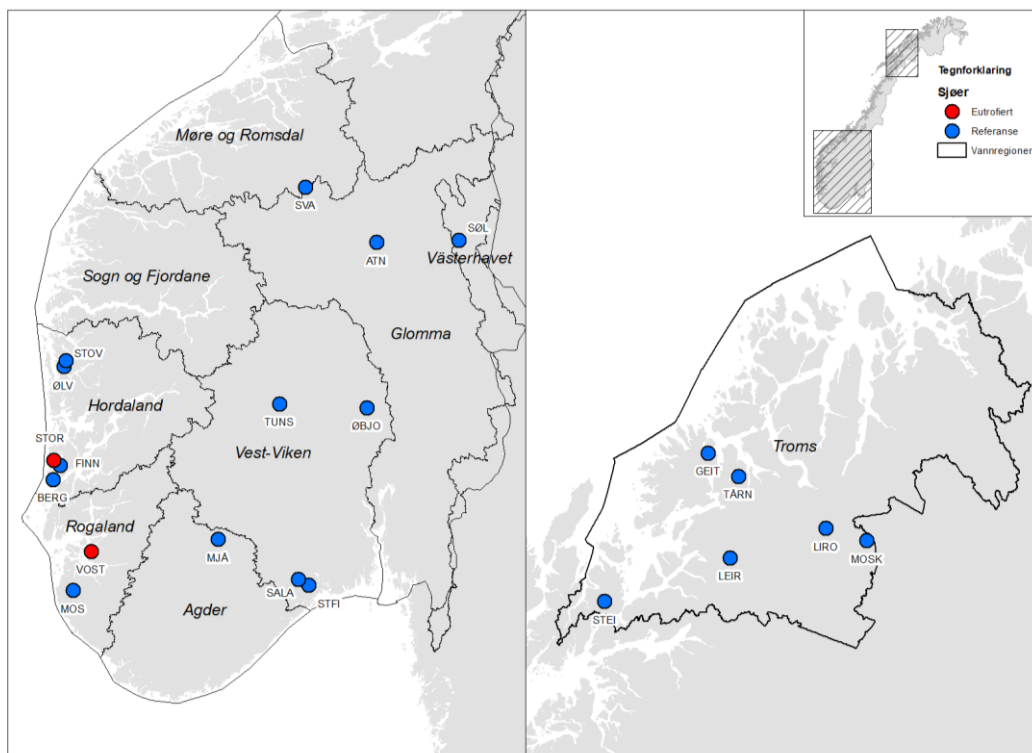 Møre og Romsdal
SVA
SØL
ATN
Västerhavet
Sogn og Fjordane
Glomma
STOV
ØLV
Hordaland
TUNS
ØBJO
STOR
Vest-Viken
FINN
BERG
Rogaland
VOST
MJÅ
MOS
SALA
STFI
Agder
Tegnforklaring
Sjøer
Eutrofiert
Referanse
Vannregioner
Troms
GEIT
TÅRN
LIRO
MOSK
LEIR
STEI